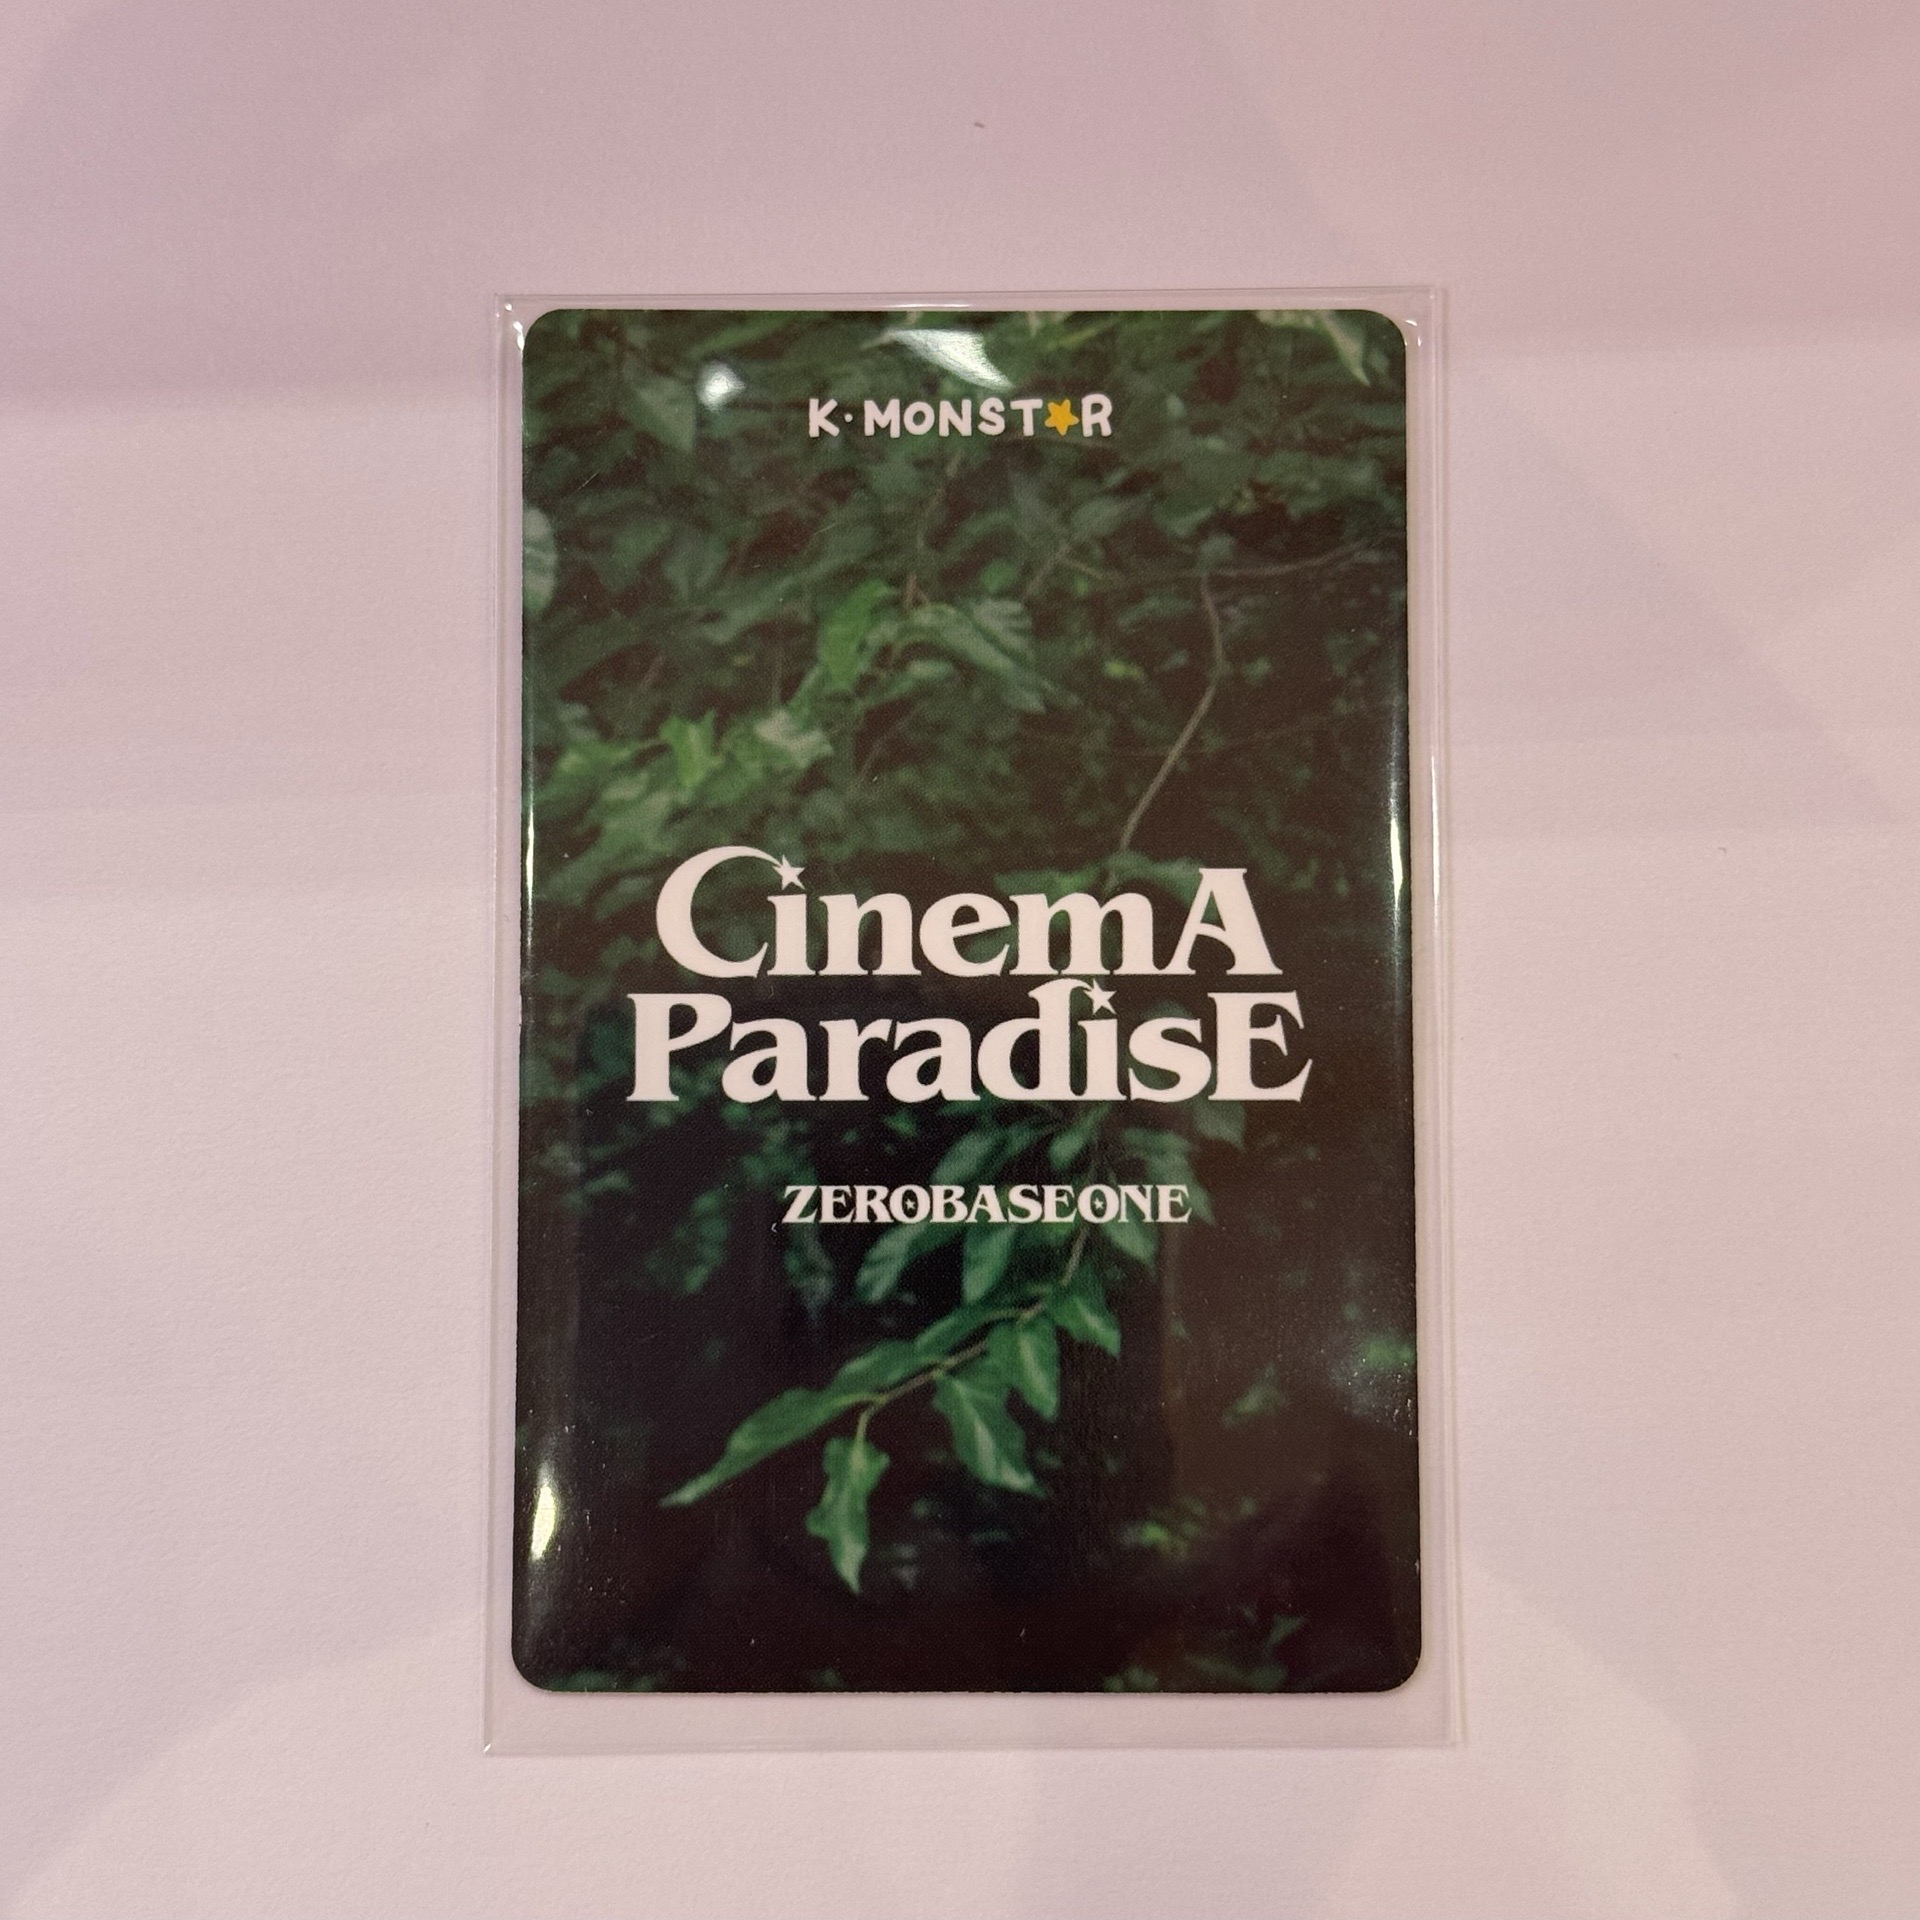 K·MONST★R
CinemA
ParadisE
ZEROBASEONE